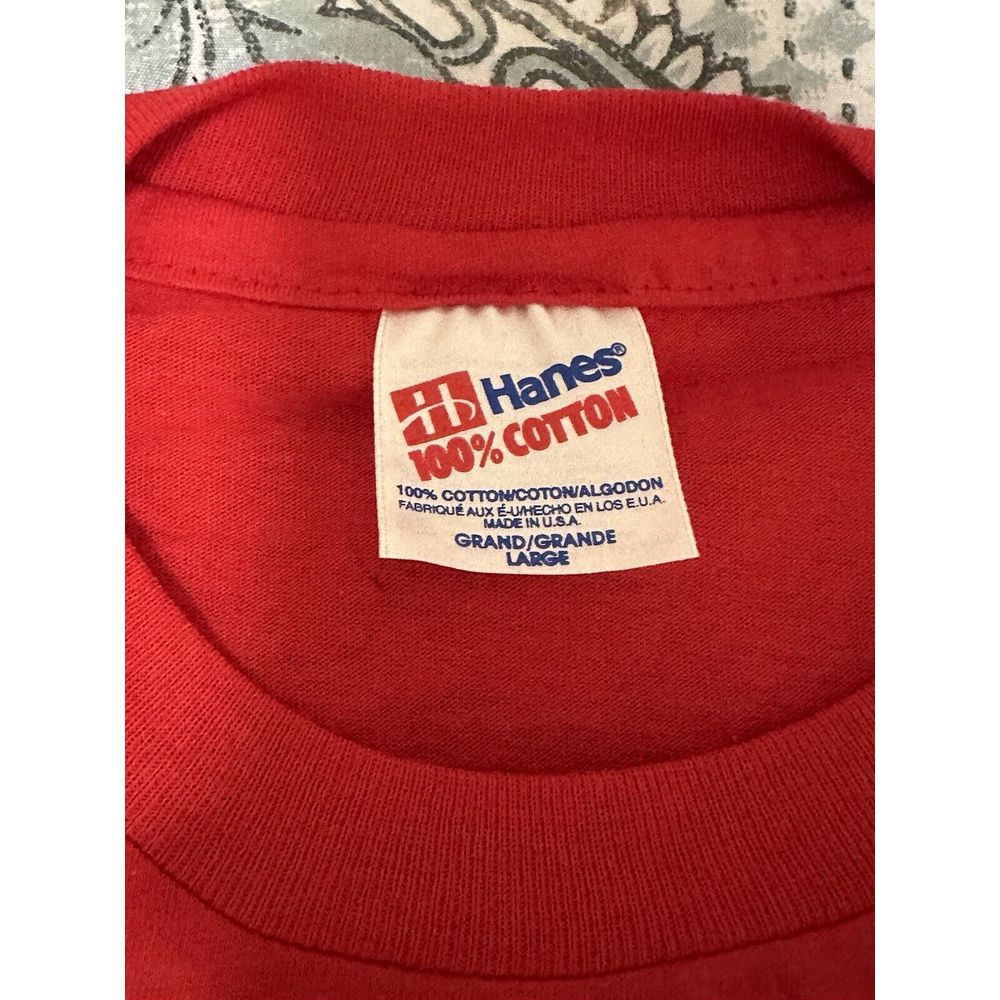 Hanes®
100% COTTON
100% COTTON/COTON/ALGODON
FABRIQUÉ AUX É-U/HECHO EN LOS E.U.A.
MADE IN U.S.A.
GRAND/GRANDE
LARGE